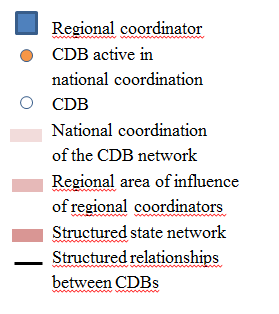 Regional coordinator
CDB active in
national coordination
CDB
National coordination
of the CDB network
Regional area of influence
of regional coordinators
Structured state network
Structured relationships
between CDBs